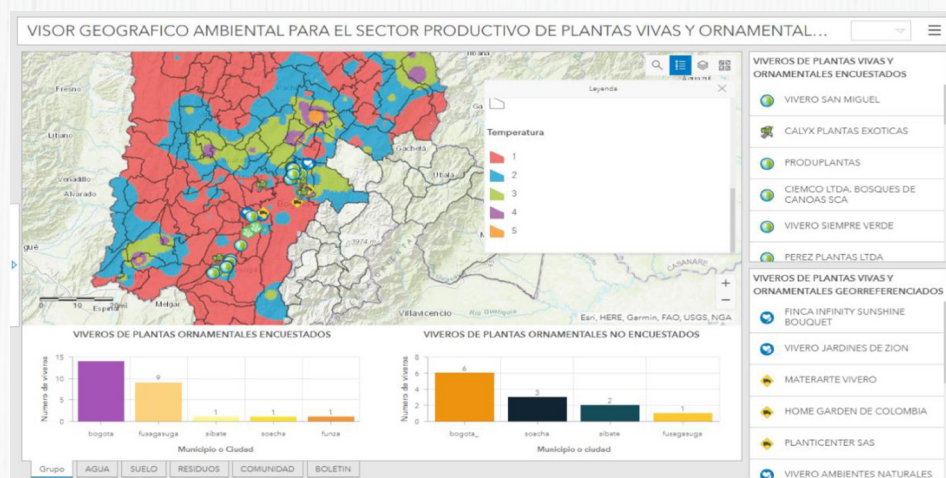 VISOR GEOGRAFICO AMBIENTAL PARA EL SECTOR PRODUCTIVO DE PLANTAS VIVAS Y ORNAMENTAL...
Fresno
Libano
Venadillo
Alvarado
gué
Espinal
Melgar
Gachetá
Ubalá
3974 m
Villavicencio
Rio Guatiquía
CASANARE
10
20mi
Esri, HERE, Garmin, FAO, USGS, NGA
Leyenda
Temperatura
1
2
3
4
5
VIVEROS DE PLANTAS VIVAS Y
ORNAMENTALES ENCUESTADOS
VIVERO SAN MIGUEL
CALYX PLANTAS EXOTICAS
PRODUPLANTAS
CIEMCO LTDA. BOSQUES DE
CANOAS SCA
VIVERO SIEMPRE VERDE
PEREZ PLANTAS LTDA
VIVEROS DE PLANTAS VIVAS Y
ORNAMENTALES GEORREFERENCIADOS
FINCA INFINITY SUNSHINE
BOUQUET
VIVERO JARDINES DE ZION
MATERARTE VIVERO
HOME GARDEN DE COLOMBIA
PLANTICENTER SAS
VIVERO AMBIENTES NATURALES
VIVEROS DE PLANTAS ORNAMENTALES ENCUESTADOS
Numero de viveros
15
10
5
0
9
1
1
1
bogota
fusagasuga
sibate
soacha
funza
Municipio o Ciudad
VIVEROS DE PLANTAS ORNAMENTALES NO ENCUESTADOS
Numero de viveros
8
6
4
2
0
6
3
2
1
bogota_
soacha
sibate
fusagasuga
Municipio o ciudad
Grupo
AGUA
SUELO
RESIDUOS
COMUNIDAD
BOLETIN